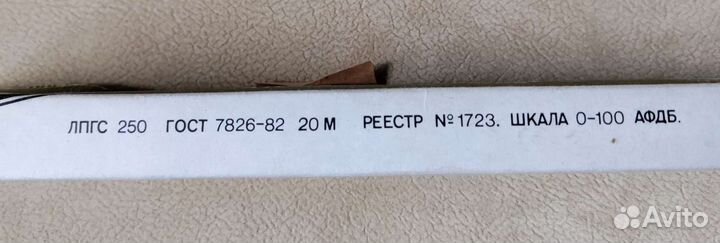 ЛПГС 250 ГОСТ 7826-82 20 М РЕЕСТР №1723. ШКАЛА 0-100 АФДБ.
Avito